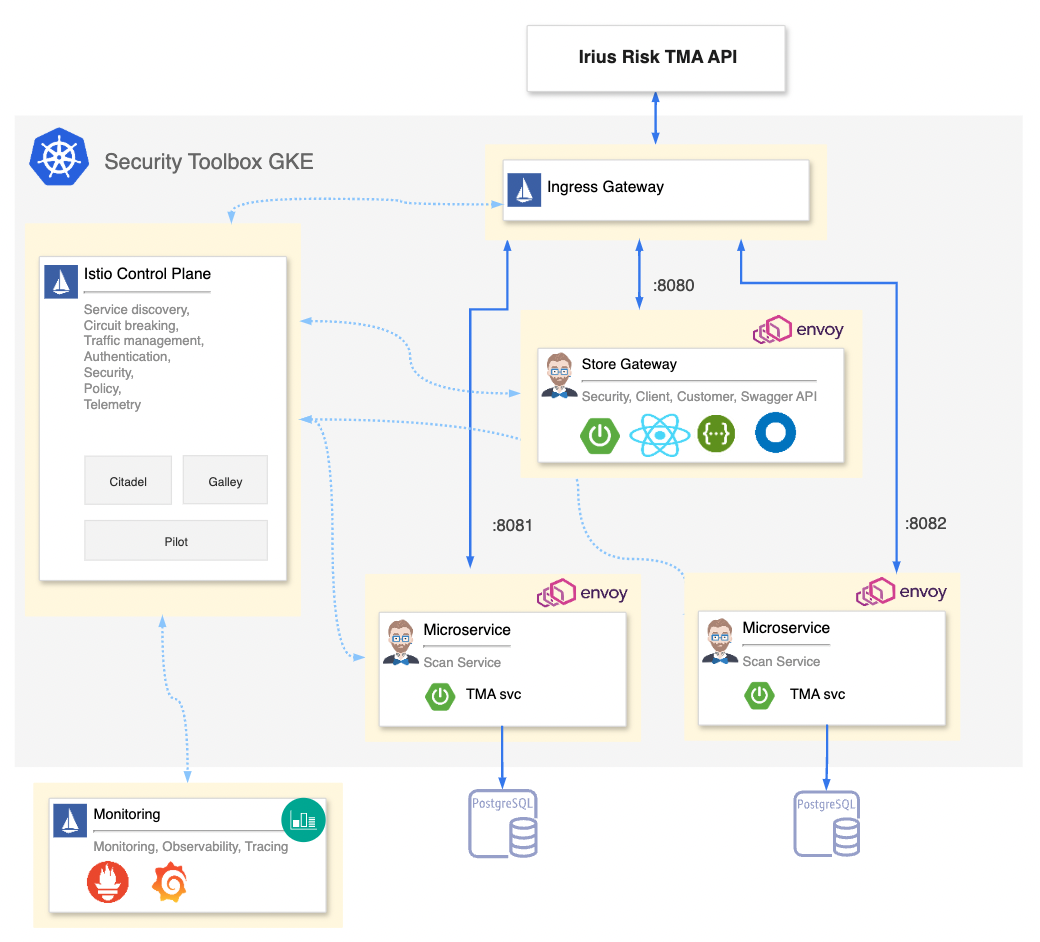 Irius Risk TMA API
Security Toolbox GKE
Ingress Gateway
Istio Control Plane
Service discovery,
Circuit breaking,
Traffic management,
Authentication,
Security,
Policy,
Telemetry
Citadel
Galley
Pilot
:8080
envoy
Store Gateway
Security, Client, Customer, Swagger API
{...}
:8081
:8082
envoy
Microservice
Scan Service
TMA svc
envoy
Microservice
Scan Service
TMA svc
PostgreSQL
PostgreSQL
Monitoring
Monitoring, Observability, Tracing